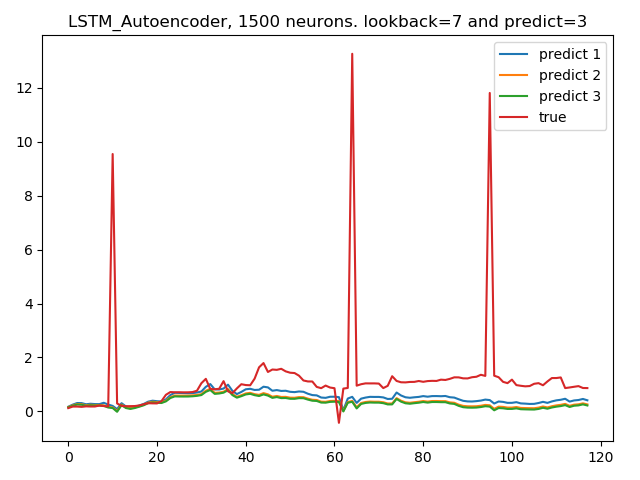 LSTM_Autoencoder, 1500 neurons. lookback=7 and predict=3
predict 1
predict 2
predict 3
true
12
10
8
6
4
2
0
0 20 40 60 80 100 120